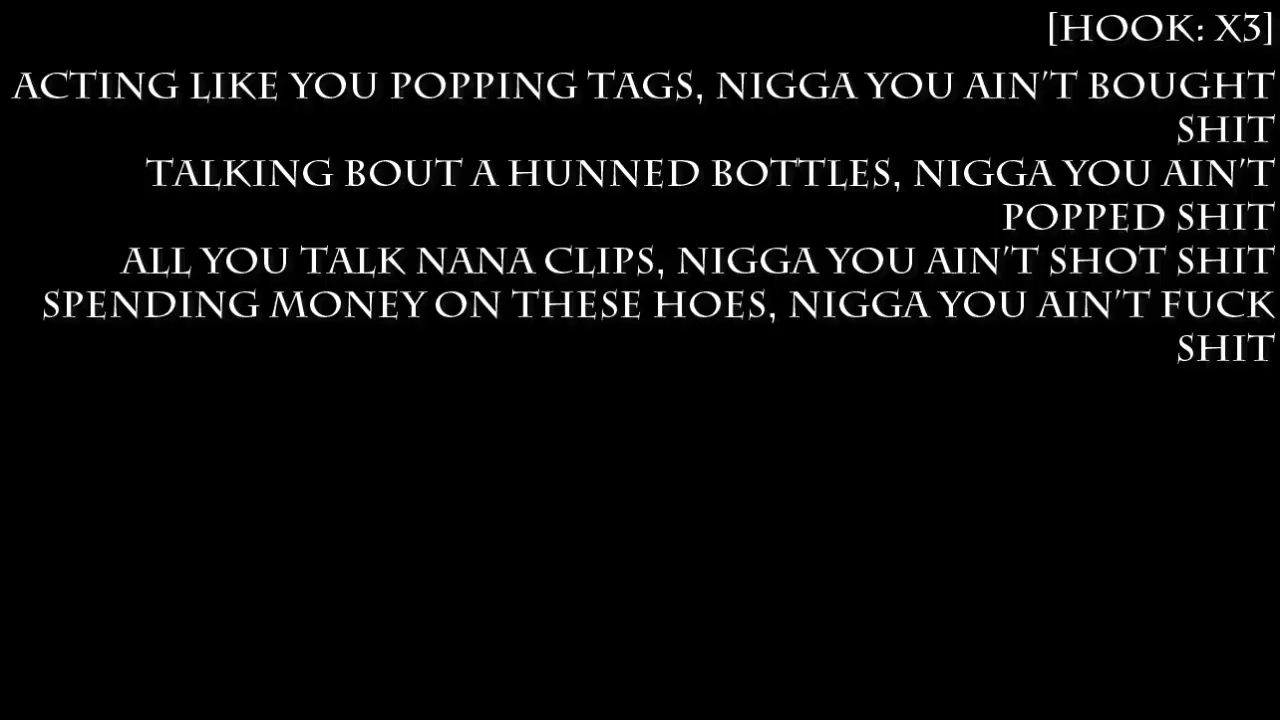 [HOOK: X3]
ACTING LIKE YOU POPPING TAGS, NIGGA YOU AIN'T BOUGHT
SHIT
TALKING BOUT A HUNNED BOTTLES, NIGGA YOU AIN'T
POPPED SHIT
ALL YOU TALK NANA CLIPS, NIGGA YOU AIN'T SHOT SHIT
SPENDING MONEY ON THESE HOES, NIGGA YOU AIN'T FUCK
SHIT